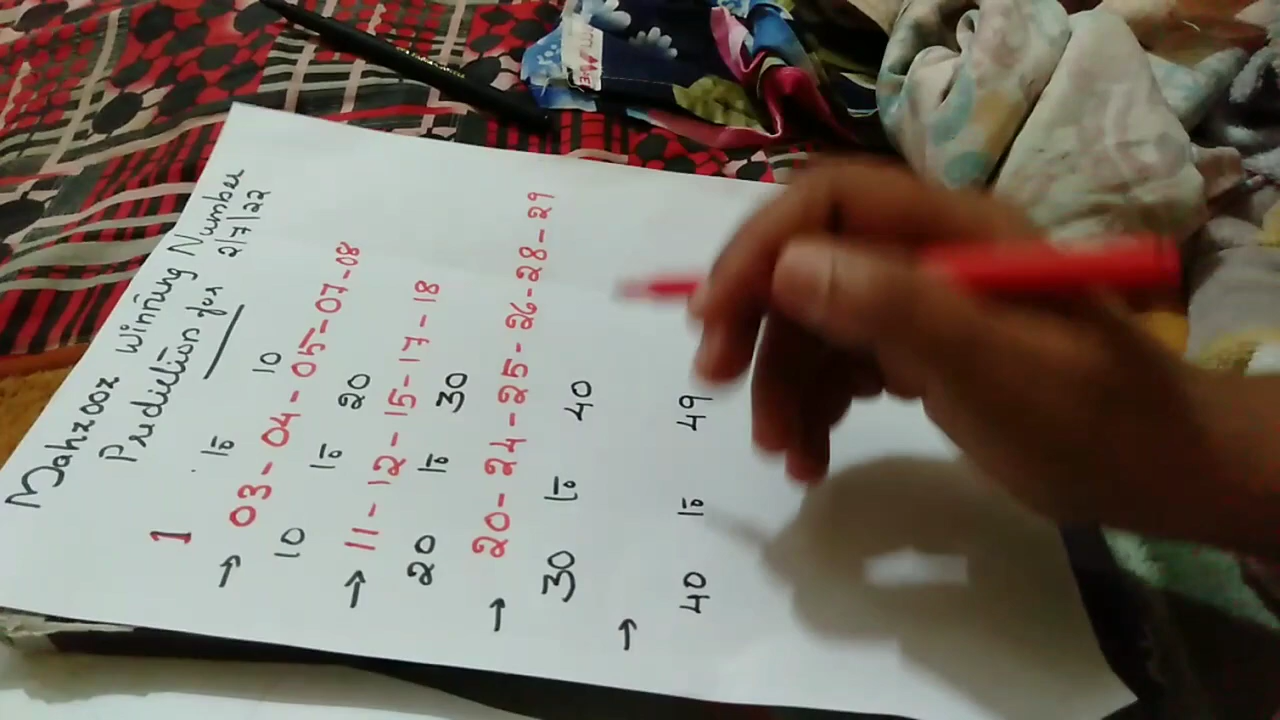 Mahzooz Winning Number
Prediction for 2/7/22
1 to 10
→ 03-04-05-07-08
10 to 20
→ 11-12-15-17-18
20 to 30
→ 20-24-25-26-28-29
30 to 40
→
40 to 49